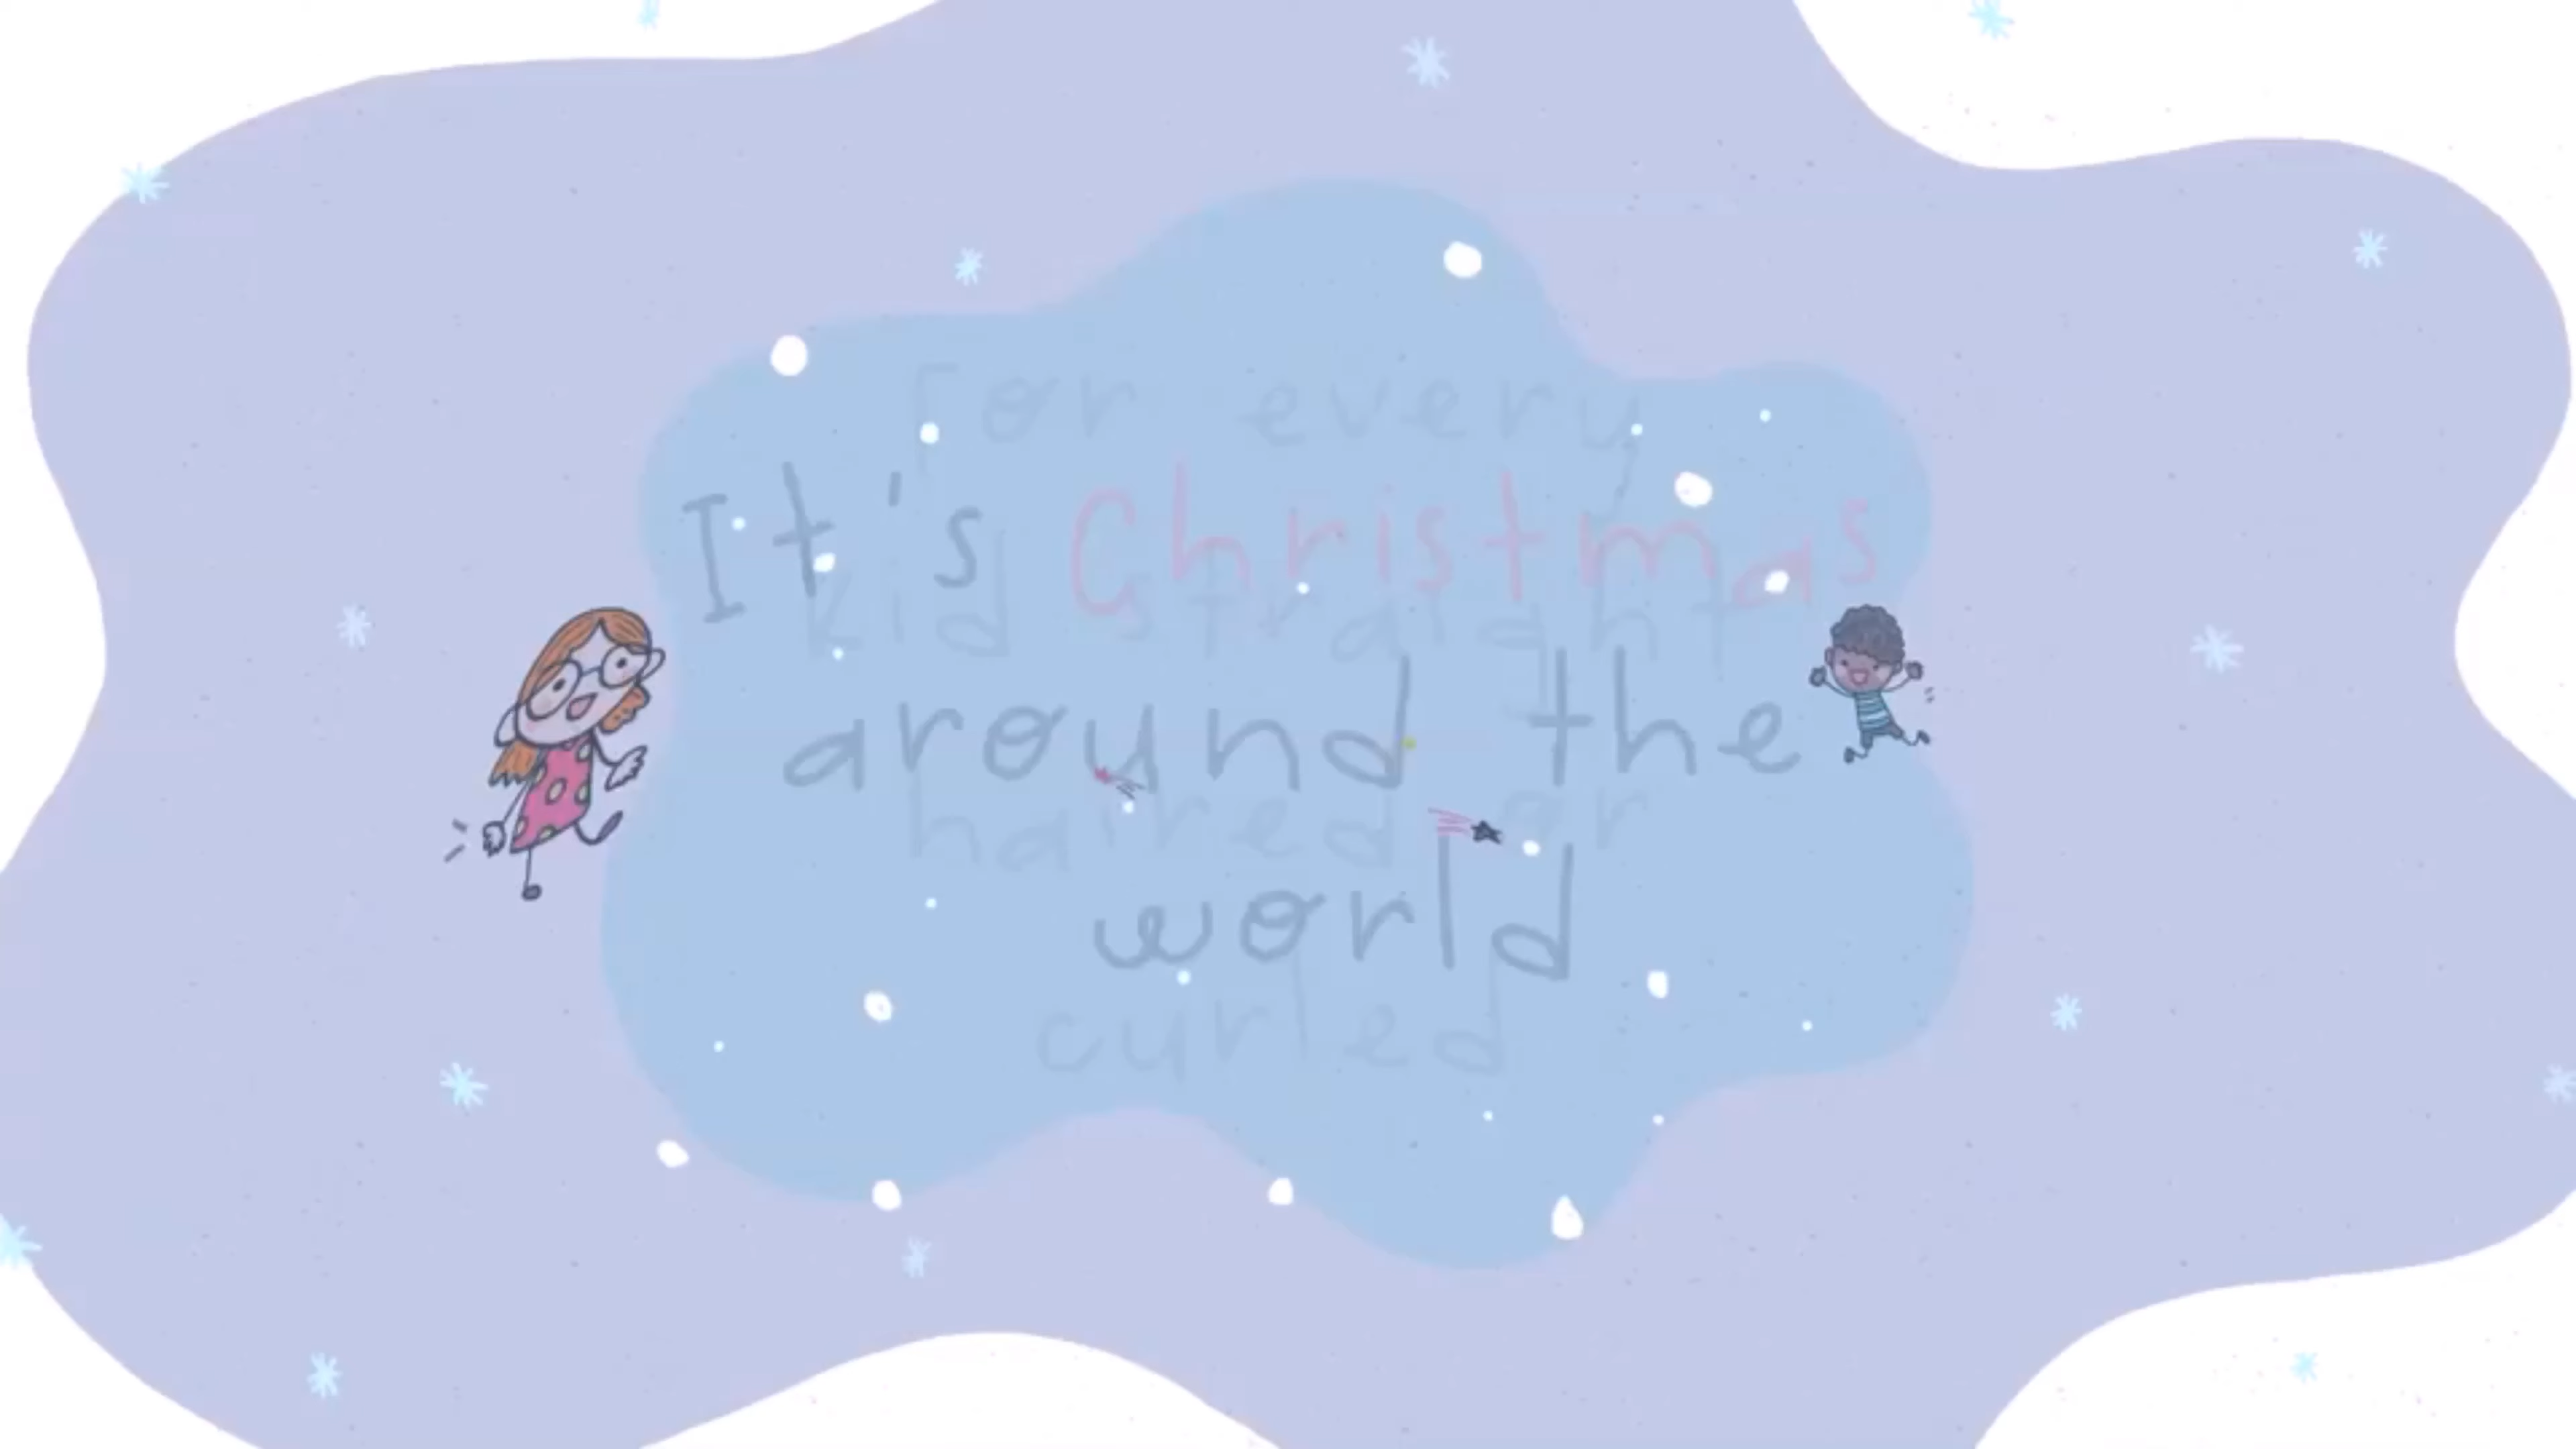 For every
It's Christmas
kid straight
around the
haired or
world
curled